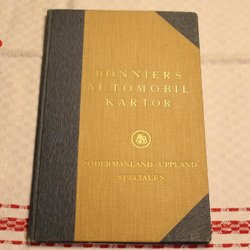 BONNIERS
AUTOMOBIL
KARTOR
SÖDERMANLAND UPPLAND
SPECIALEN